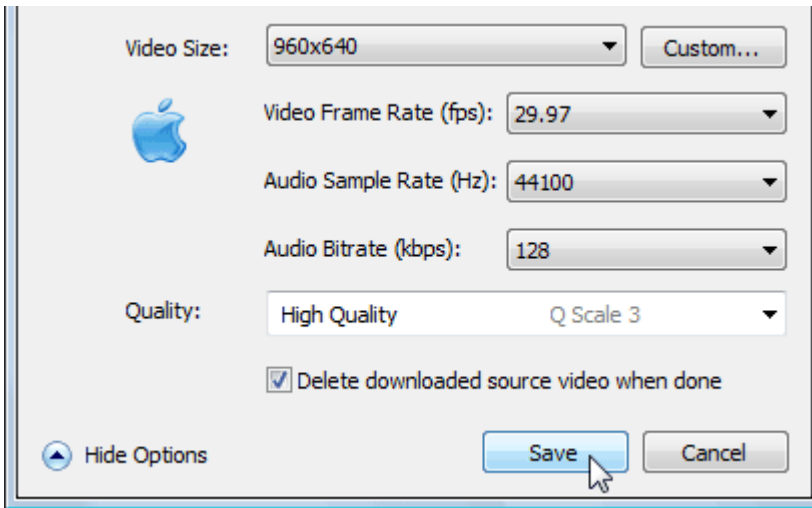 Video Size: 960x640 Custom...
Video Frame Rate (fps): 29.97
Audio Sample Rate (Hz): 44100
Audio Bitrate (kbps): 128
Quality: High Quality Q Scale 3
Delete downloaded source video when done
Hide Options Save Cancel